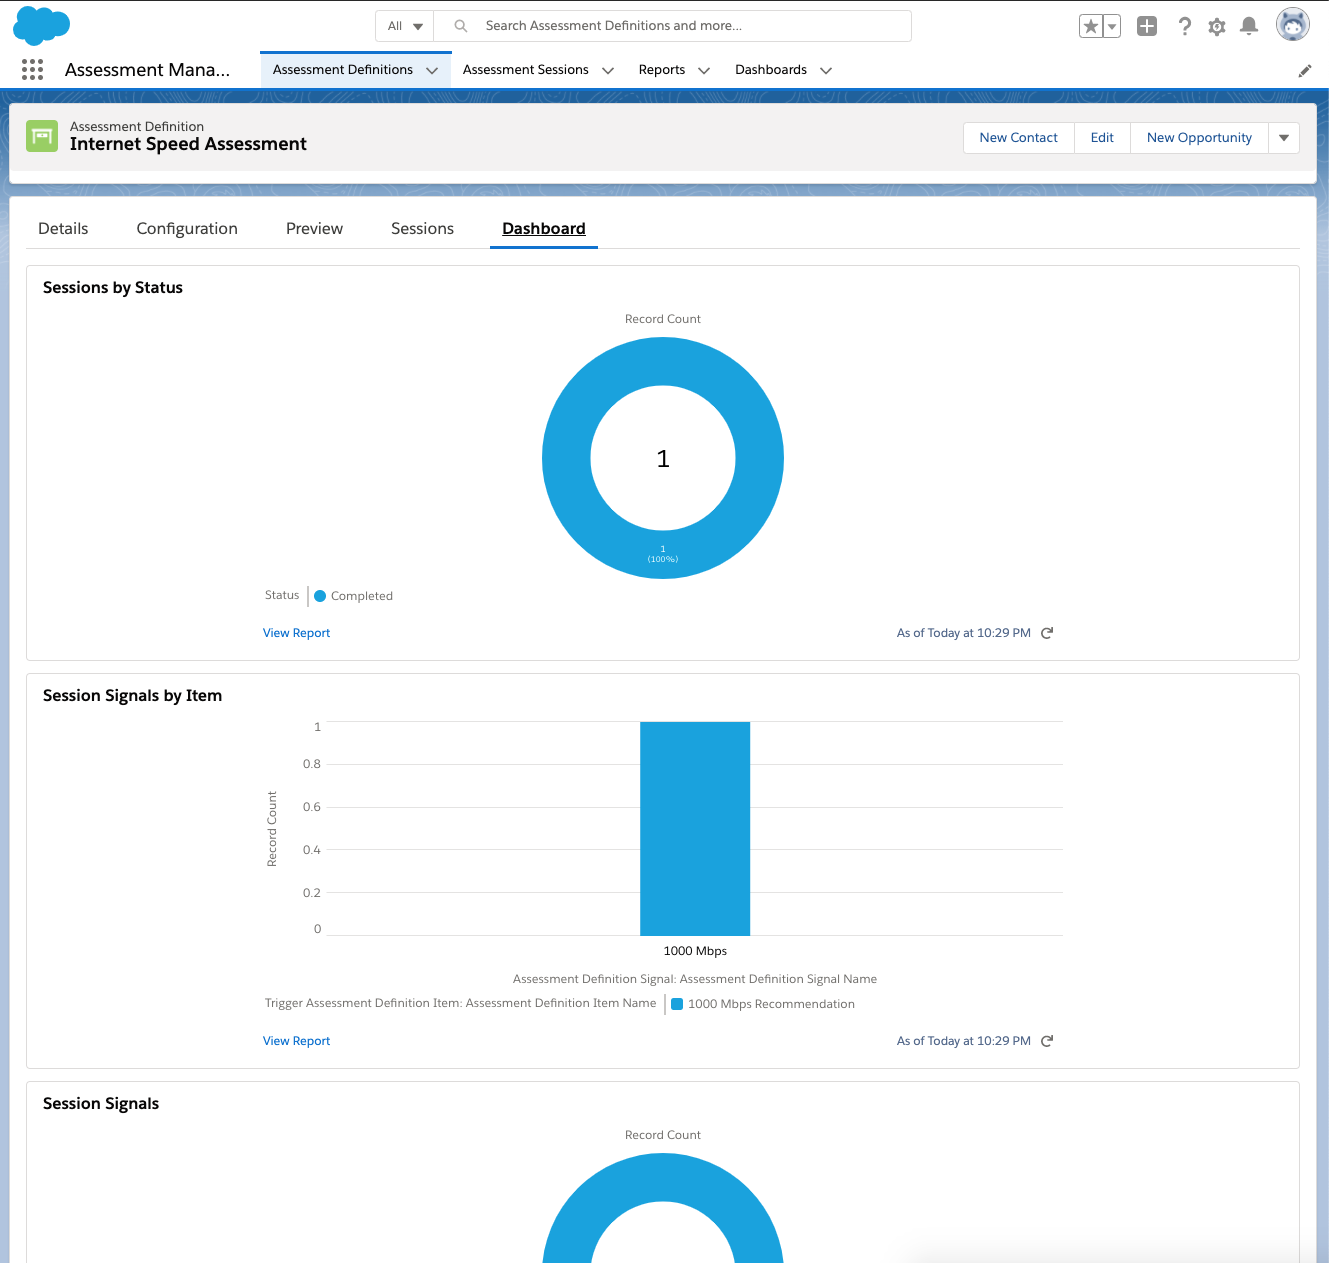 All
Search Assessment Definitions and more...
Assessment Mana...
Assessment Definitions
Assessment Sessions
Reports
Dashboards
Assessment Definition
Internet Speed Assessment
New Contact
Edit
New Opportunity
Details
Configuration
Preview
Sessions
Dashboard
Sessions by Status
Record Count
1
1
(100%)
Status
Completed
View Report
As of Today at 10:29 PM
Session Signals by Item
1
0.8
0.6
0.4
0.2
0
Record Count
1000 Mbps
Assessment Definition Signal: Assessment Definition Signal Name
Trigger Assessment Definition Item: Assessment Definition Item Name
1000 Mbps Recommendation
View Report
As of Today at 10:29 PM
Session Signals
Record Count